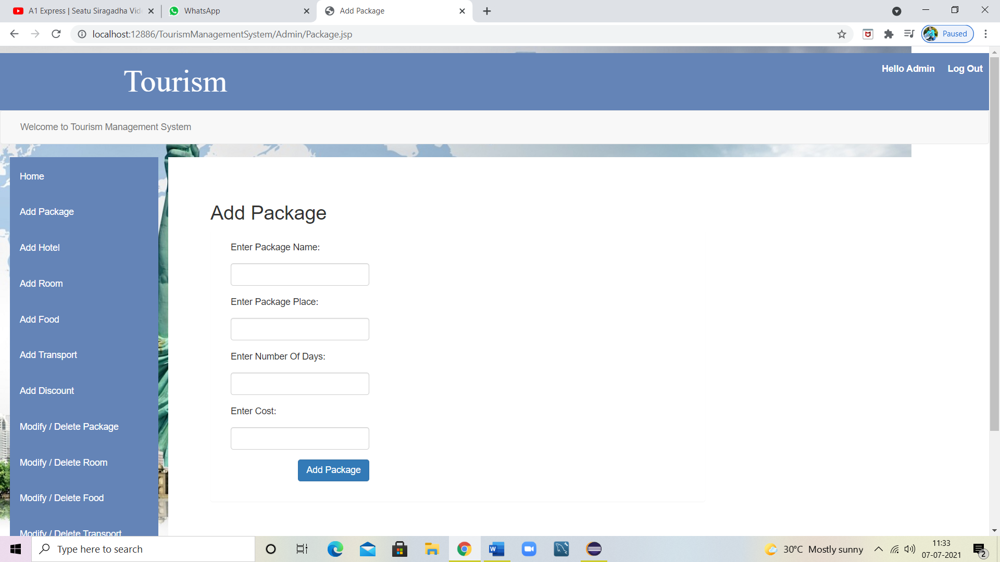 A1 Express | Seatu Siragadha Vid
WhatsApp
Add Package
localhost:12886/TourismManagementSystem/Admin/Package.jsp
Paused
Tourism
Hello Admin
Log Out
Welcome to Tourism Management System
Home
Add Package
Add Hotel
Add Room
Add Food
Add Transport
Add Discount
Modify / Delete Package
Modify / Delete Room
Modify / Delete Food
Modify / Delete Transport
Add Package
Enter Package Name:
Enter Package Place:
Enter Number Of Days:
Enter Cost:
Add Package
Type here to search
30°C Mostly sunny
11:33
07-07-2021
2